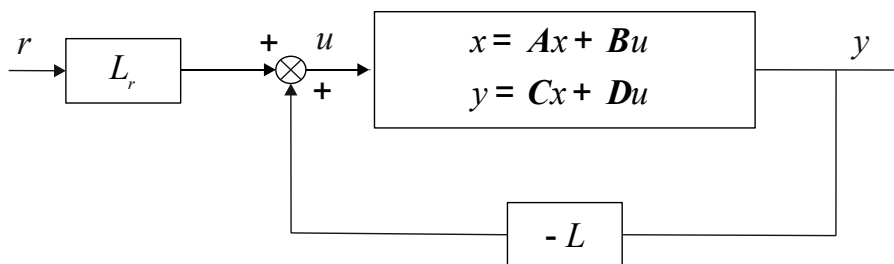 r
L_r
+
u
+
x = Ax + Bu
y = Cx + Du
y
- L